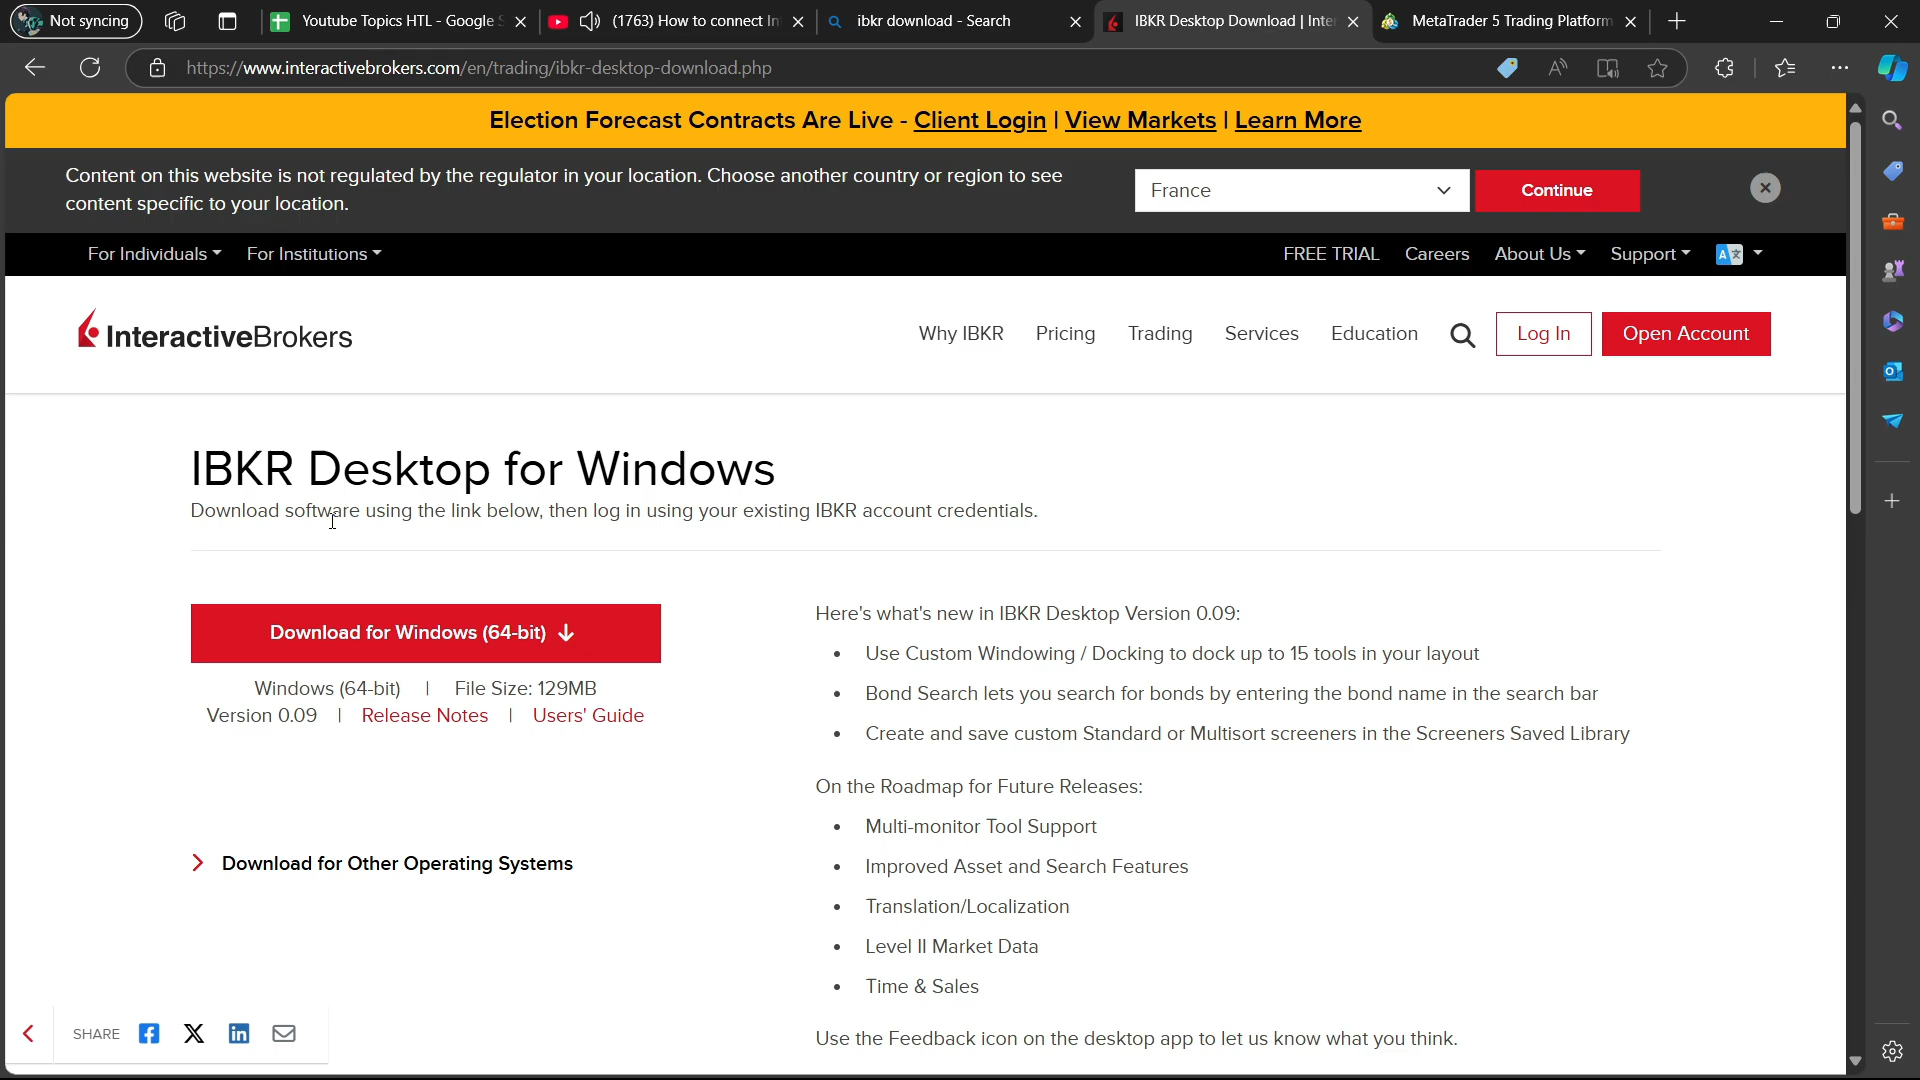 Not syncing
Youtube Topics HTL - Google S
(1763) How to connect In
ibkr download - Search
IBKR Desktop Download | Inter
MetaTrader 5 Trading Platform
https://www.interactivebrokers.com/en/trading/ibkr-desktop-download.php
Election Forecast Contracts Are Live - Client Login | View Markets | Learn More
Content on this website is not regulated by the regulator in your location. Choose another country or region to see
content specific to your location.
France
Continue
For Individuals
For Institutions
FREE TRIAL
Careers
About Us
Support
InteractiveBrokers
Why IBKR
Pricing
Trading
Services
Education
Log In
Open Account
IBKR Desktop for Windows
Download software using the link below, then log in using your existing IBKR account credentials.
Download for Windows (64-bit)
Windows (64-bit) | File Size: 129MB
Version 0.09 | Release Notes | Users' Guide
Download for Other Operating Systems
Here's what's new in IBKR Desktop Version 0.09:
• Use Custom Windowing / Docking to dock up to 15 tools in your layout
• Bond Search lets you search for bonds by entering the bond name in the search bar
• Create and save custom Standard or Multisort screeners in the Screeners Saved Library
On the Roadmap for Future Releases:
• Multi-monitor Tool Support
• Improved Asset and Search Features
• Translation/Localization
• Level II Market Data
• Time & Sales
Use the Feedback icon on the desktop app to let us know what you think.
SHARE